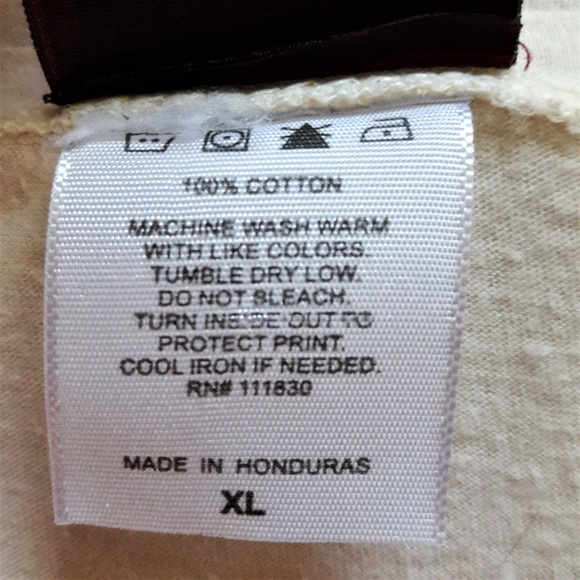 100% COTTON
MACHINE WASH WARM
WITH LIKE COLORS.
TUMBLE DRY LOW.
DO NOT BLEACH.
TURN INSIDE OUT TO
PROTECT PRINT.
COOL IRON IF NEEDED.
RN# 111830
MADE IN HONDURAS
XL